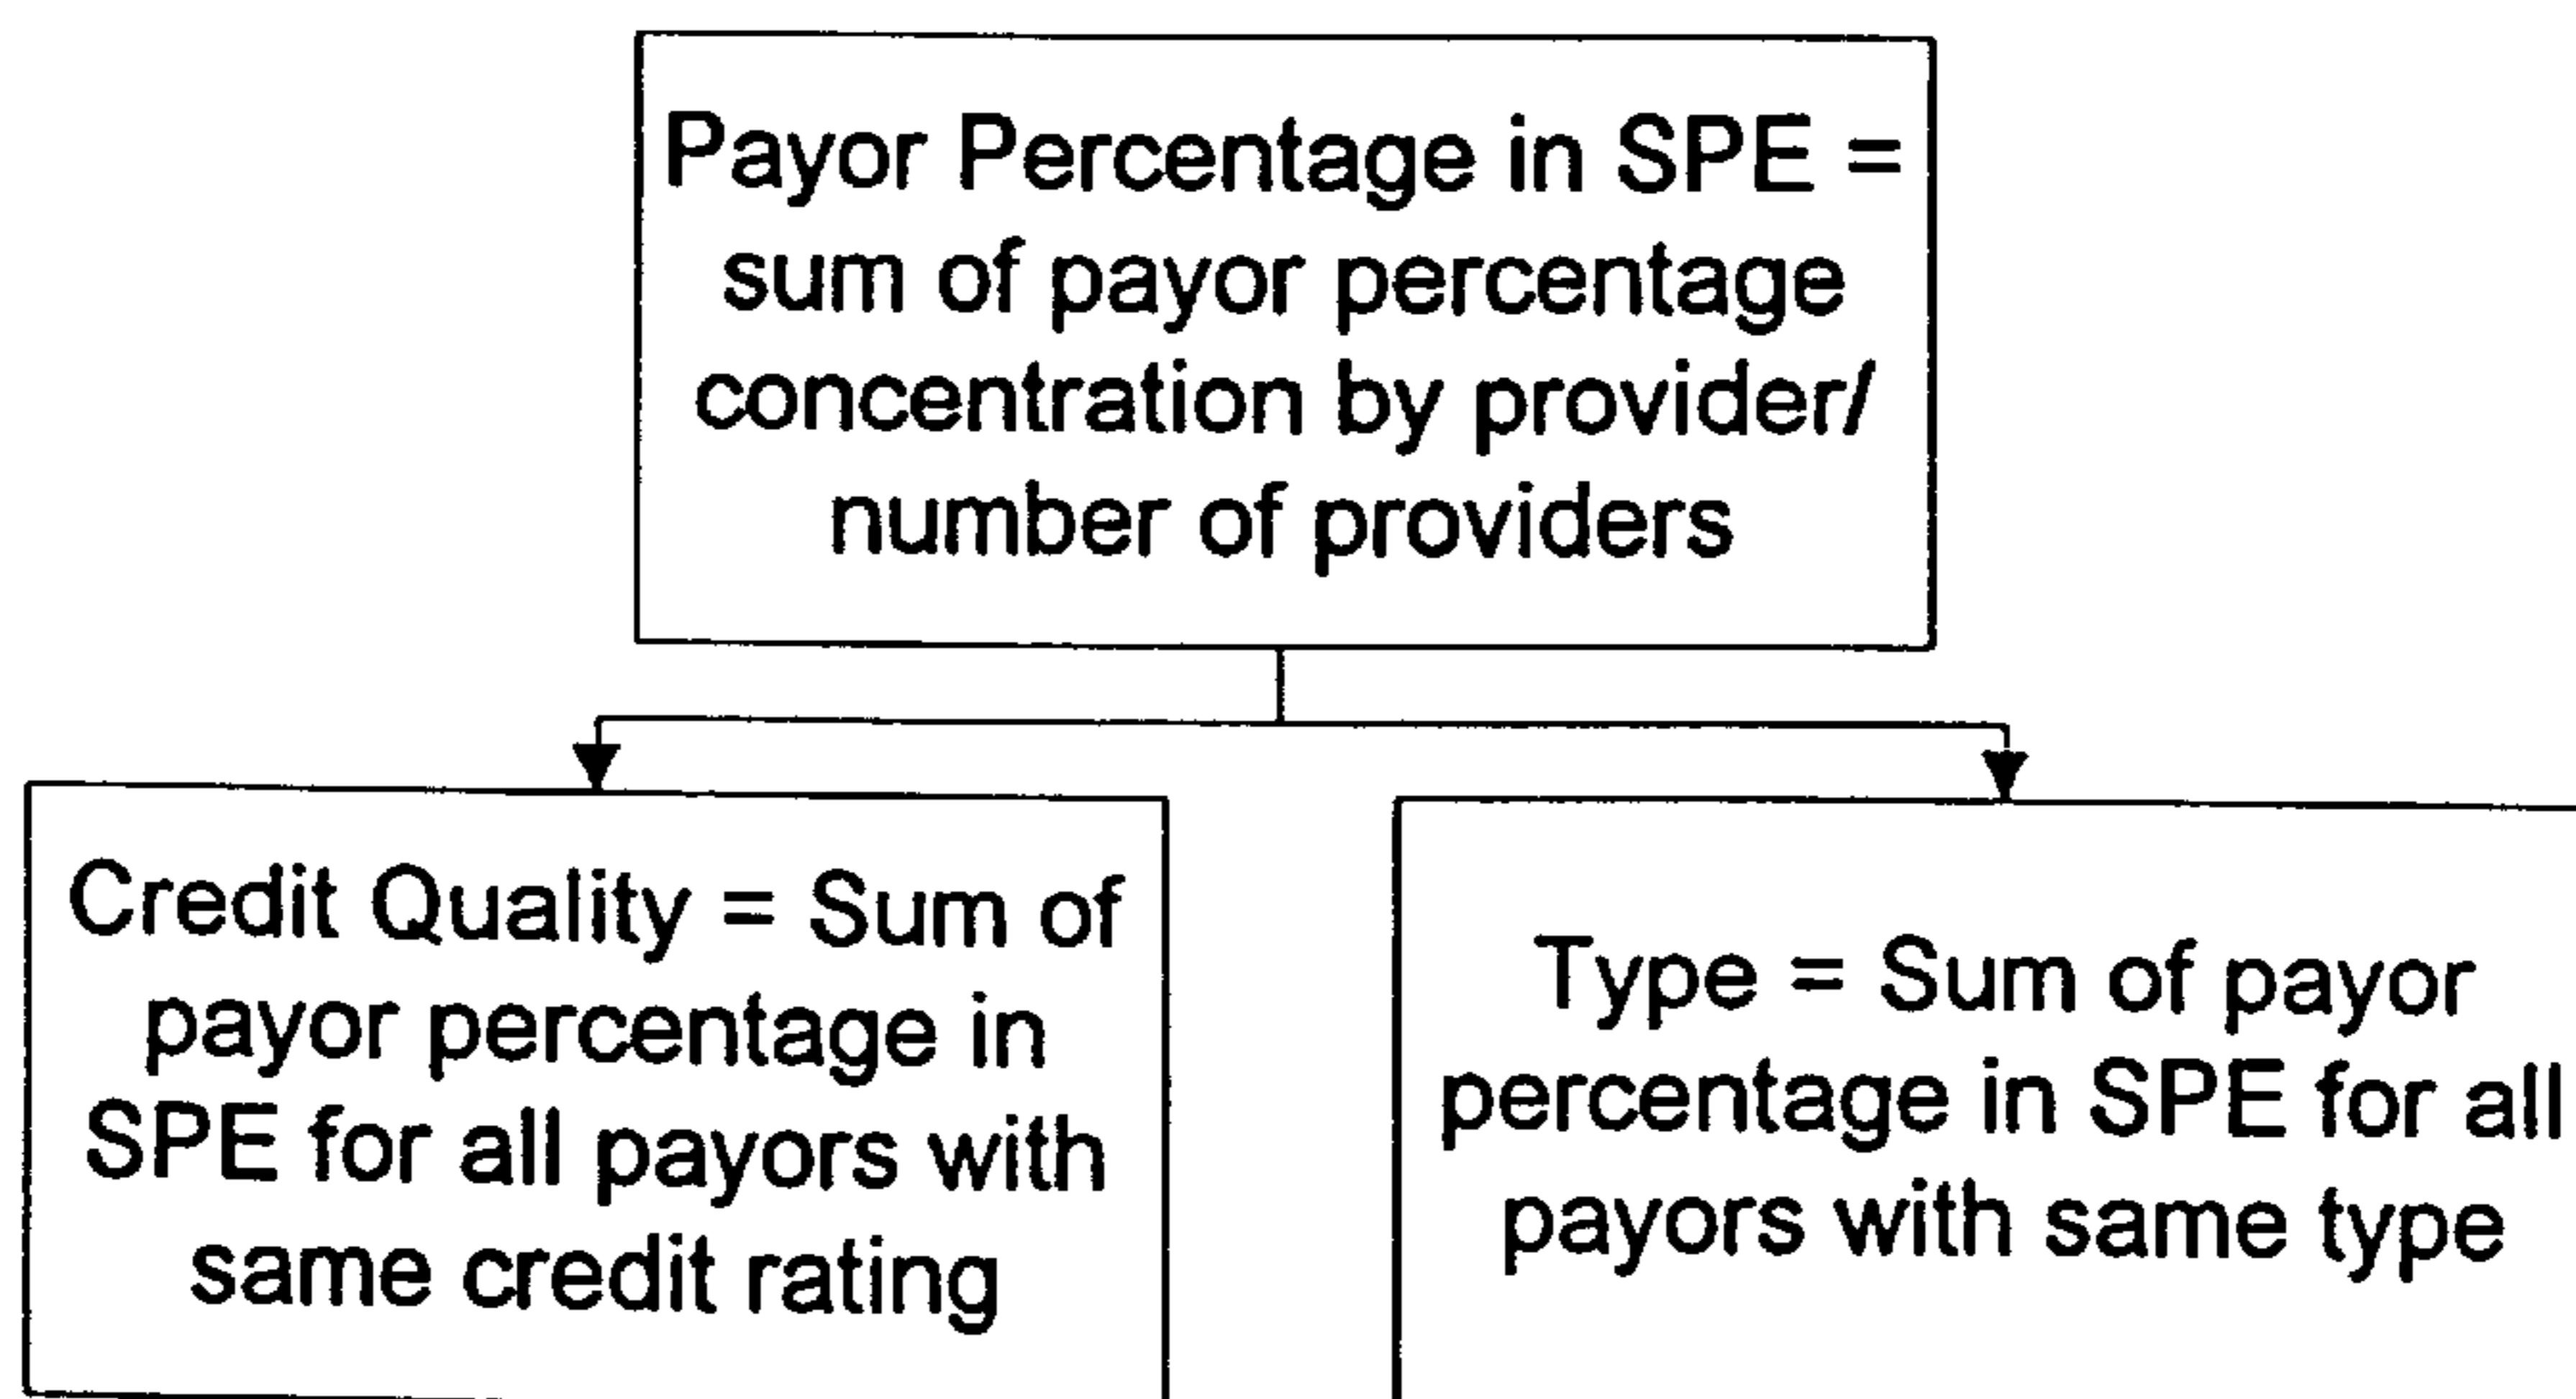 Payor Percentage in SPE =
sum of payor percentage
concentration by provider/
number of providers
Credit Quality = Sum of
payor percentage in
SPE for all payors with
same credit rating
Type = Sum of payor
percentage in SPE for all
payors with same type